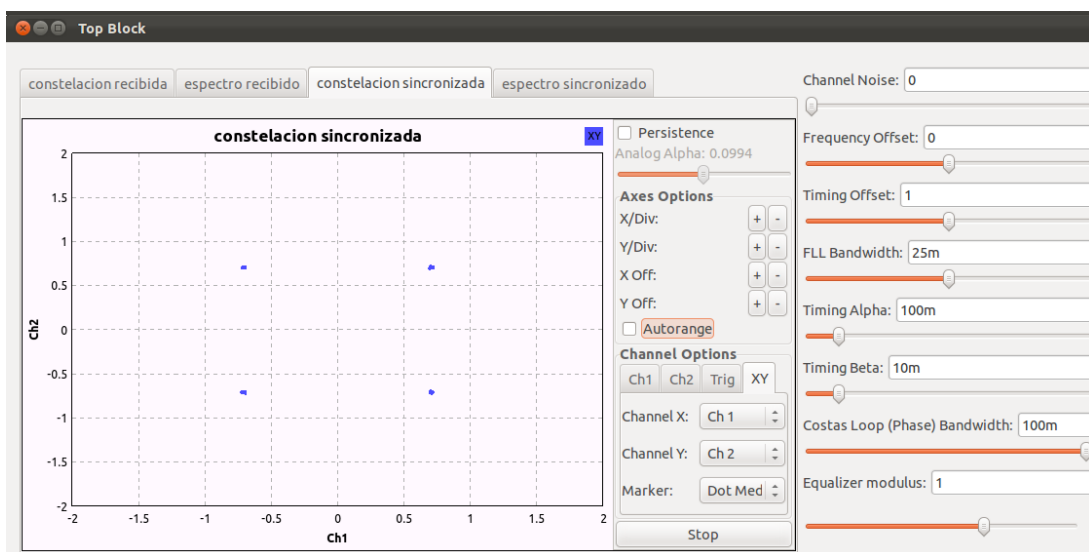 Top Block
constelacion recibida espectro recibido constelacion sincronizada espectro sincronizado
constelacion sincronizada
XY
2
1.5
1
0.5
0
-0.5
-1
-1.5
-2
Ch2
-2 -1.5 -1 -0.5 0 0.5 1 1.5 2
Ch1
Persistence
Analog Alpha: 0.0994
Axes Options
X/Div: + -
Y/Div: + -
X Off: + -
Y Off: + -
Autorange
Channel Options
Ch1 Ch2 Trig XY
Channel X: Ch 1
Channel Y: Ch 2
Marker: Dot Med
Stop
Channel Noise: 0
Frequency Offset: 0
Timing Offset: 1
FLL Bandwidth: 25m
Timing Alpha: 100m
Timing Beta: 10m
Costas Loop (Phase) Bandwidth: 100m
Equalizer modulus: 1